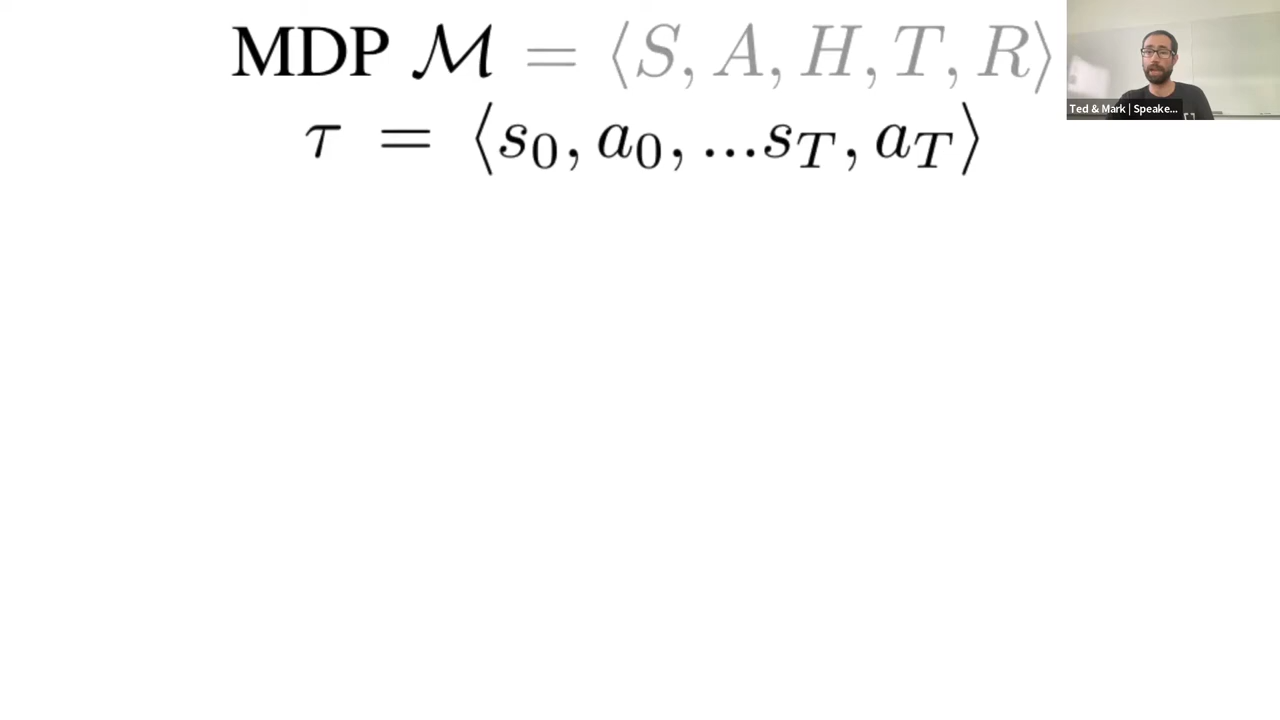 MDP ℳ = ⟨S, A, H, T, R⟩
τ = ⟨s₀, a₀, ...s_T, a_T⟩
Ted & Mark | Speake...